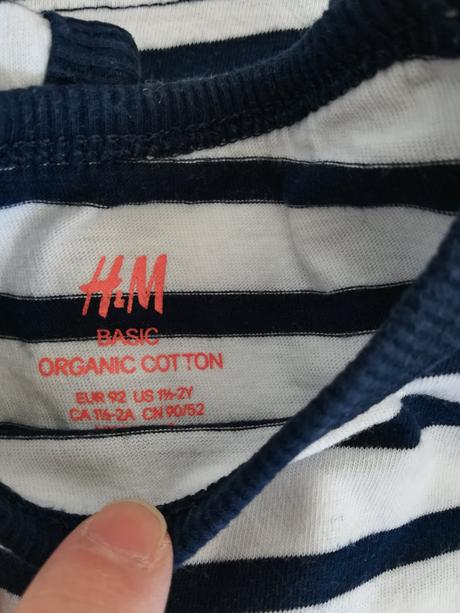 H&M
BASIC
ORGANIC COTTON
EUR 92 US 1½-2Y
CA 1½-2A CN 90/52